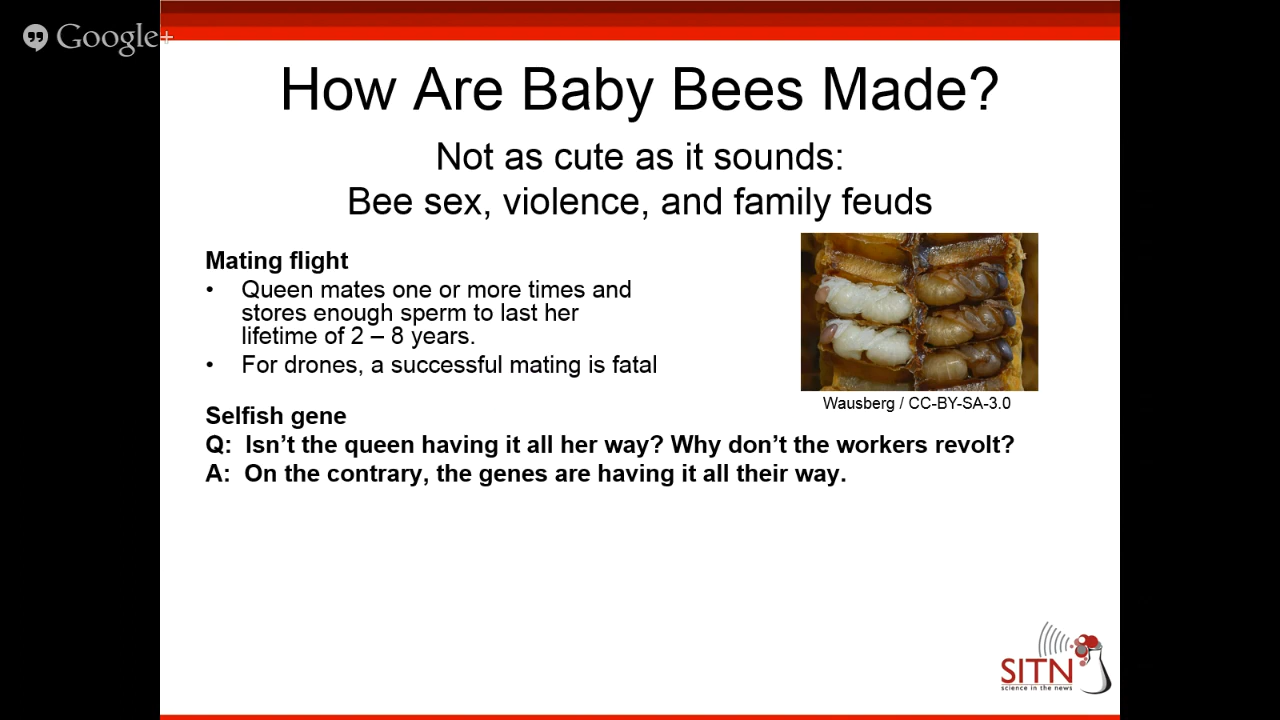 Google+
How Are Baby Bees Made?
Not as cute as it sounds:
Bee sex, violence, and family feuds
Mating flight
• Queen mates one or more times and
stores enough sperm to last her
lifetime of 2 – 8 years.
• For drones, a successful mating is fatal
Wausberg / CC-BY-SA-3.0
Selfish gene
Q: Isn’t the queen having it all her way? Why don’t the workers revolt?
A: On the contrary, the genes are having it all their way.
SITN
science in the news